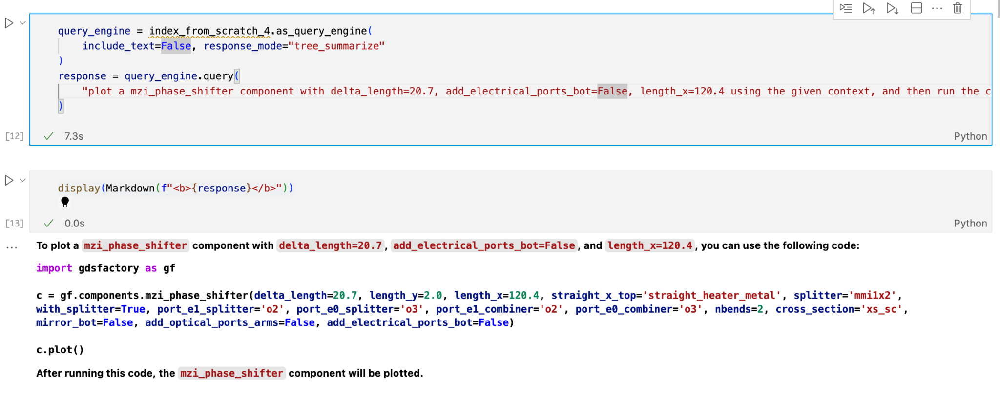 query_engine = index_from_scratch_4.as_query_engine(
include_text=False, response_mode="tree_summarize"
)
response = query_engine.query(
"plot a mzi_phase_shifter component with delta_length=20.7, add_electrical_ports_bot=False, length_x=120.4 using the given context, and then run the c
)
[12] 7.3s Python
display(Markdown(f"<b>{response}</b>"))
[13] 0.0s Python
To plot a mzi_phase_shifter component with delta_length=20.7, add_electrical_ports_bot=False, and length_x=120.4, you can use the following code:
import gdsfactory as gf
c = gf.components.mzi_phase_shifter(delta_length=20.7, length_y=2.0, length_x=120.4, straight_x_top='straight_heater_metal', splitter='mmi1x2',
with_splitter=True, port_e1_splitter='o2', port_e0_splitter='o3', port_e1_combiner='o2', port_e0_combiner='o3', nbends=2, cross_section='xs_sc',
mirror_bot=False, add_optical_ports_arms=False, add_electrical_ports_bot=False)
c.plot()
After running this code, the mzi_phase_shifter component will be plotted.